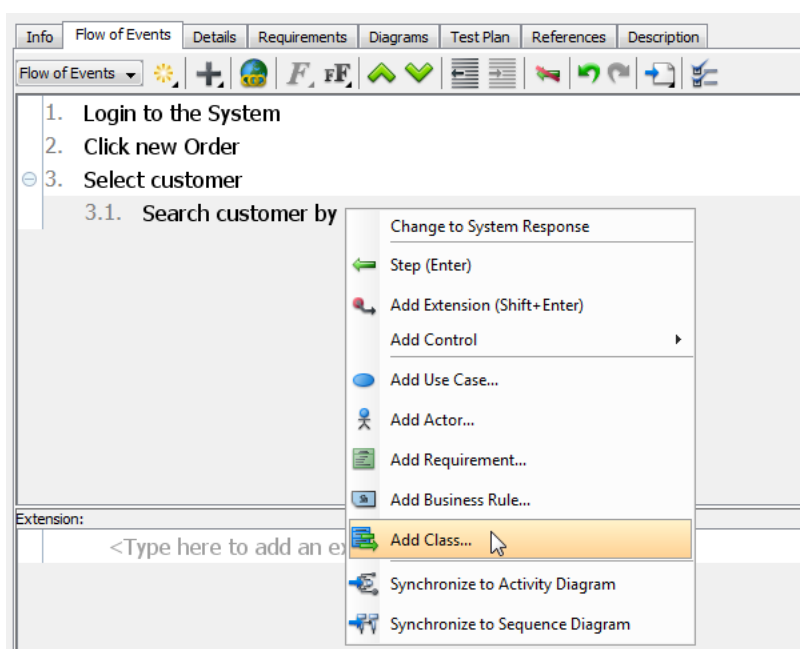 Info Flow of Events Details Requirements Diagrams Test Plan References Description
Flow of Events F FF
1. Login to the System
2. Click new Order
3. Select customer
3.1. Search customer by
Change to System Response
Step (Enter)
Add Extension (Shift+Enter)
Add Control
Add Use Case...
Add Actor...
Add Requirement...
Add Business Rule...
Extension:
<Type here to add an ex
Add Class...
Synchronize to Activity Diagram
Synchronize to Sequence Diagram